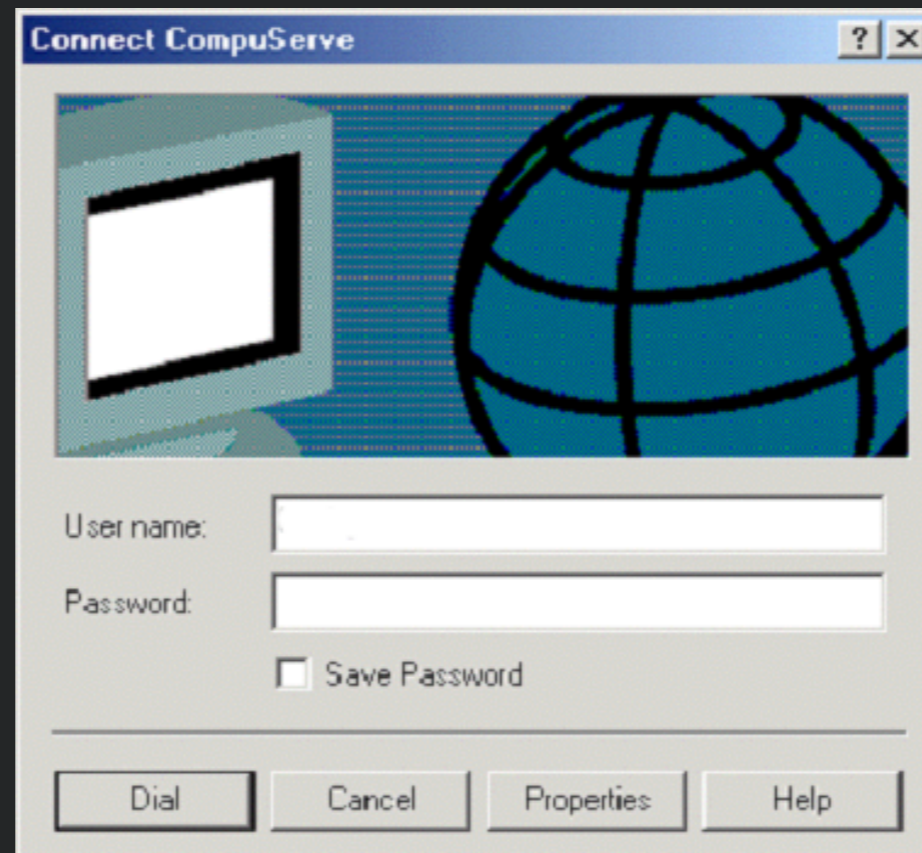 Connect CompuServe
User name:
Password:
Save Password
Dial Cancel Properties Help